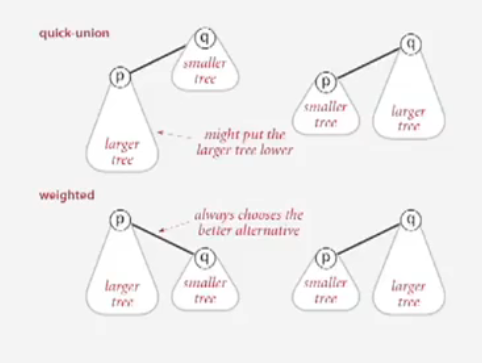 quick-union
q
smaller
tree
p
larger
tree
might put the
larger tree lower
q
p
smaller
tree
larger
tree
weighted
p
always chooses the
better alternative
q
larger
tree
smaller
tree
q
p
smaller
tree
larger
tree